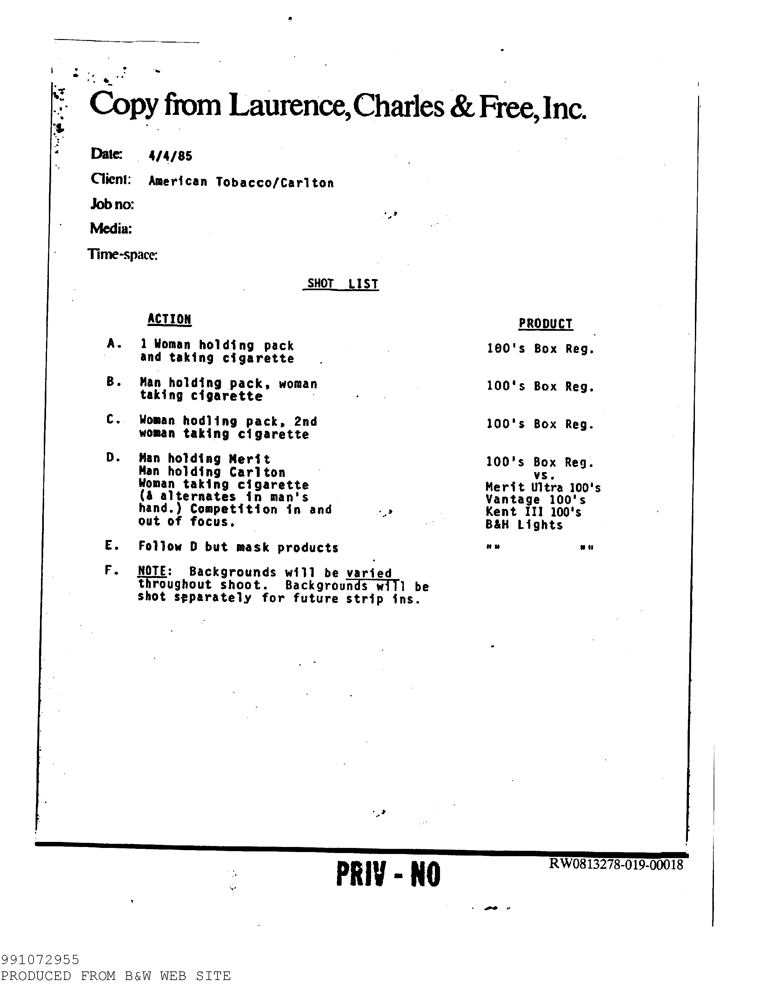 Copy from Laurence, Charles & Free, Inc.
Date: 4/4/85
Client: American Tobacco/Carlton
Job no:
Media:
Time-space:
SHOT LIST
ACTION PRODUCT
A. 1 Woman holding pack
and taking cigarette 100's Box Reg.
B. Man holding pack, woman
taking cigarette 100's Box Reg.
C. Woman hodling pack, 2nd
woman taking cigarette 100's Box Reg.
D. Man holding Merit 100's Box Reg.
Man holding Carlton vs.
Woman taking cigarette Merit Ultra 100's
(& alternates in man's Vantage 100's
hand.) Competition in and Kent III 100's
out of focus. B&H Lights
E. Follow D but mask products "" ""
F. NOTE: Backgrounds will be varied
throughout shoot. Backgrounds will be
shot separately for future strip ins.
PRIV - NO
RW0813278-019-00018
991072955
PRODUCED FROM B&W WEB SITE